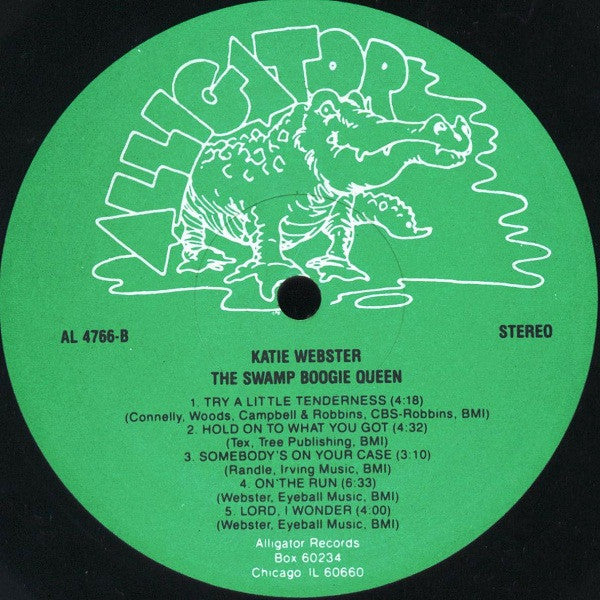 ALLIGATOR
AL 4766-B
STEREO
KATIE WEBSTER
THE SWAMP BOOGIE QUEEN
1. TRY A LITTLE TENDERNESS (4:18)
(Connelly, Woods, Campbell & Robbins, CBS-Robbins, BMI)
2. HOLD ON TO WHAT YOU GOT (4:32)
(Tex, Tree Publishing, BMI)
3. SOMEBODY'S ON YOUR CASE (3:10)
(Randle, Irving Music, BMI)
4. ON THE RUN (6:33)
(Webster, Eyeball Music, BMI)
5. LORD, I WONDER (4:00)
(Webster, Eyeball Music, BMI)
Alligator Records
Box 60234
Chicago, IL 60660